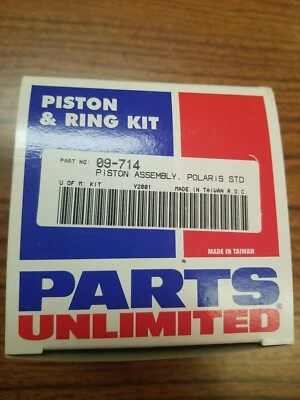 PISTON
& RING KIT
PART NO: 09-714
PISTON ASSEMBLY, POLARIS STD
U OF M: KIT Y2001 MADE IN TAIWAN R.O.C.
MADE IN TAIWAN
PARTS
UNLIMITED®